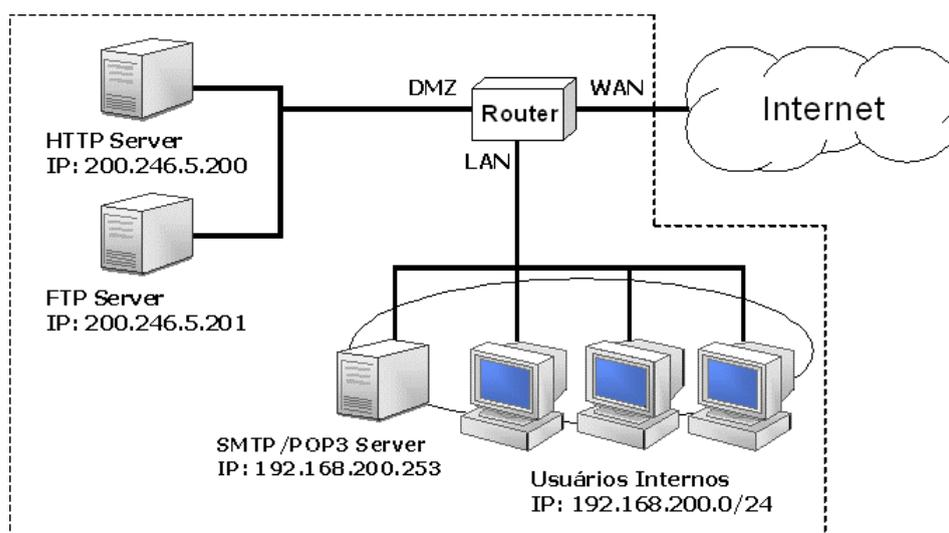 DMZ
Router
WAN
Internet
HTTP Server
IP: 200.246.5.200
LAN
FTP Server
IP: 200.246.5.201
SMTP/POP3 Server
IP: 192.168.200.253
Usuários Internos
IP: 192.168.200.0/24